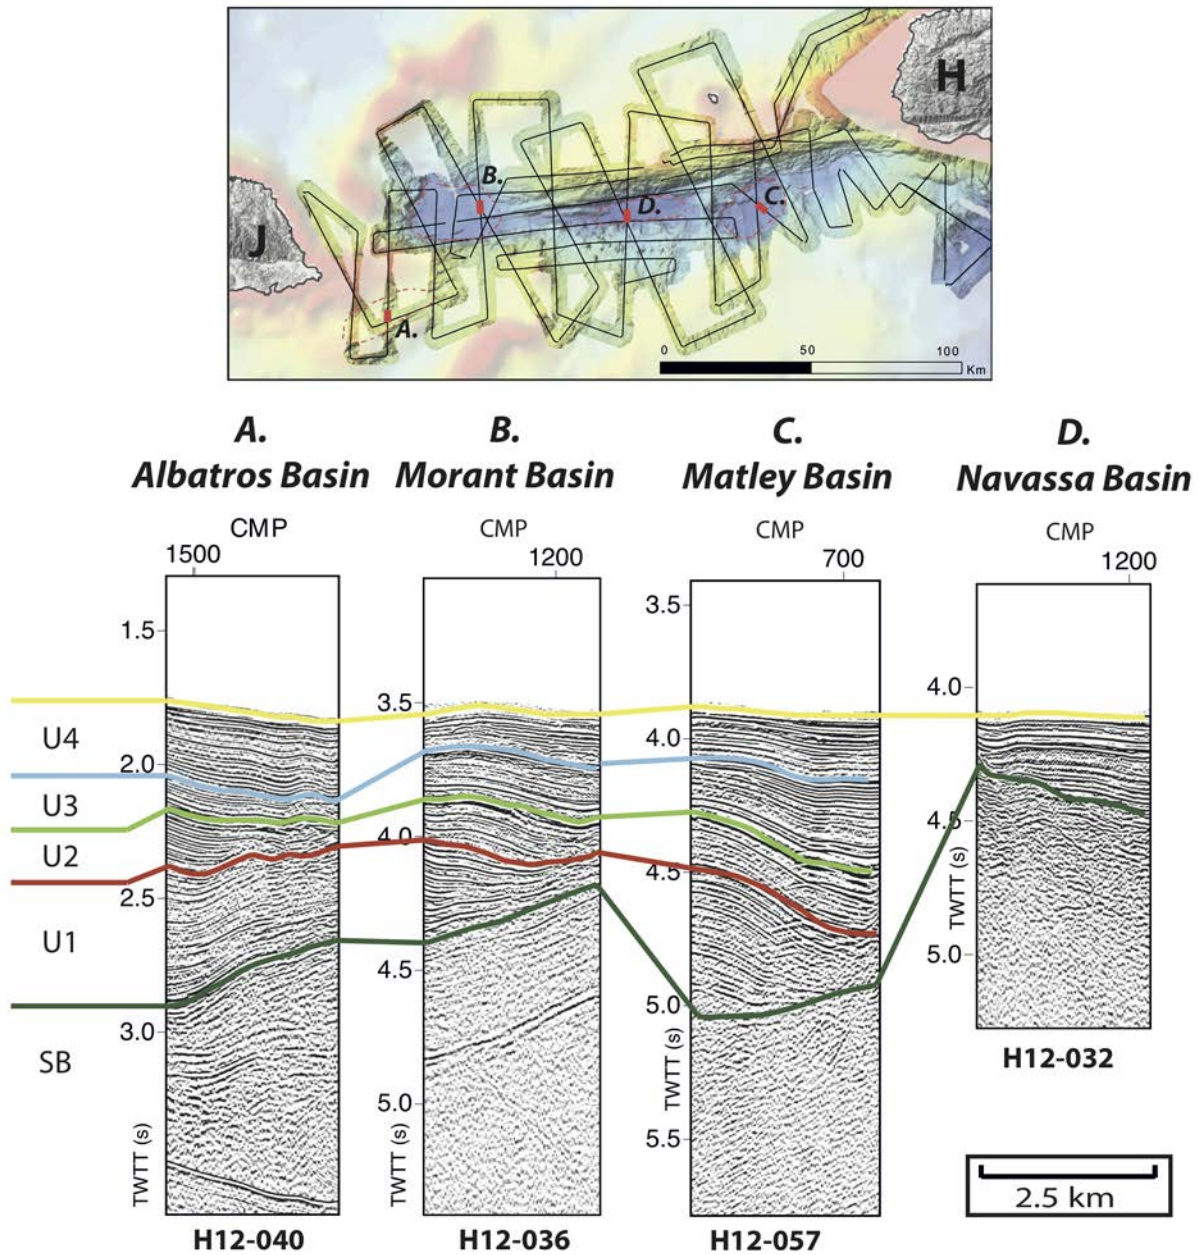 H
B.
C.
D.
J
A.
0 50 100
Km
A. B. C. D.
Albatros Basin Morant Basin Matley Basin Navassa Basin
CMP CMP CMP CMP
1500 1200 700 1200
3.5
1.5
4.0
3.5
U4
4.0
2.0
U3
4.0
4.5
U2
4.5
2.5
U1
5.0
4.5
5.0
3.0
SB
5.0
5.5
TWTT (s) TWTT (s) TWTT (s) TWTT (s)
H12-032
2.5 km
H12-040 H12-036 H12-057